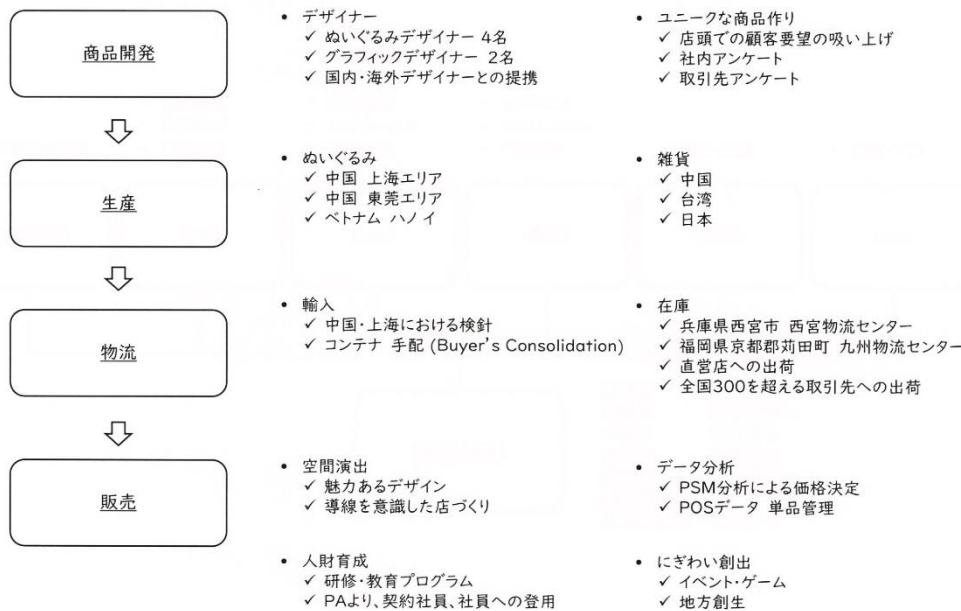 商品開発
• デザイナー
✓ ぬいぐるみデザイナー 4名
✓ グラフィックデザイナー 2名
✓ 国内・海外デザイナーとの提携
• ユニークな商品作り
✓ 店頭での顧客要望の吸い上げ
✓ 社内アンケート
✓ 取引先アンケート
生産
• ぬいぐるみ
✓ 中国 上海エリア
✓ 中国 東莞エリア
✓ ベトナム ハノイ
• 雑貨
✓ 中国
✓ 台湾
✓ 日本
物流
• 輸入
✓ 中国・上海における検針
✓ コンテナ 手配 (Buyer's Consolidation)
• 在庫
✓ 兵庫県西宮市 西宮物流センター
✓ 福岡県京都郡苅田町 九州物流センター
✓ 直営店への出荷
✓ 全国300を超える取引先への出荷
販売
• 空間演出
✓ 魅力あるデザイン
✓ 導線を意識した店づくり
• データ分析
✓ PSM分析による価格決定
✓ POSデータ 単品管理
• 人財育成
✓ 研修・教育プログラム
✓ PAより、契約社員、社員への登用
• にぎわい創出
✓ イベント・ゲーム
✓ 地方創生